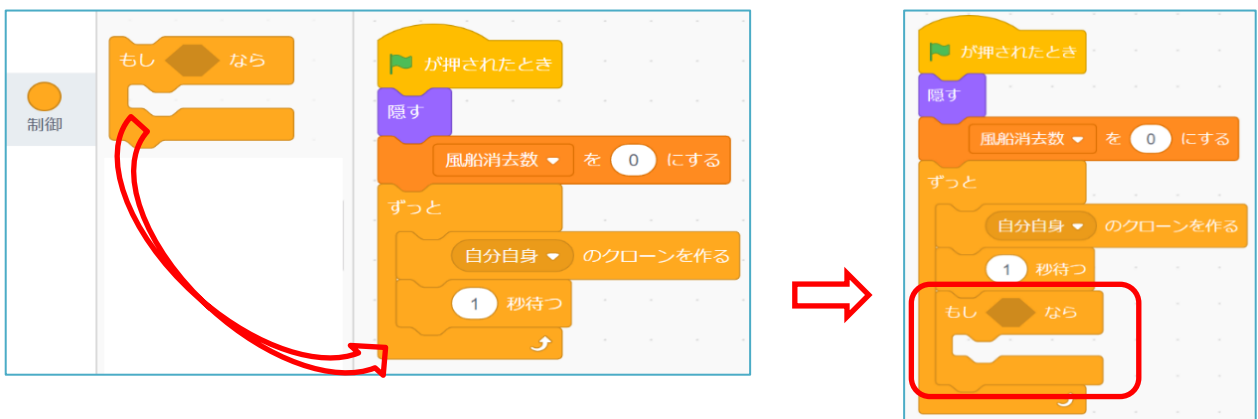 制御
もし なら
が押されたとき
隠す
風船消去数 を 0 にする
ずっと
自分自身 のクローンを作る
1 秒待つ
が押されたとき
隠す
風船消去数 を 0 にする
ずっと
自分自身 のクローンを作る
1 秒待つ
もし なら